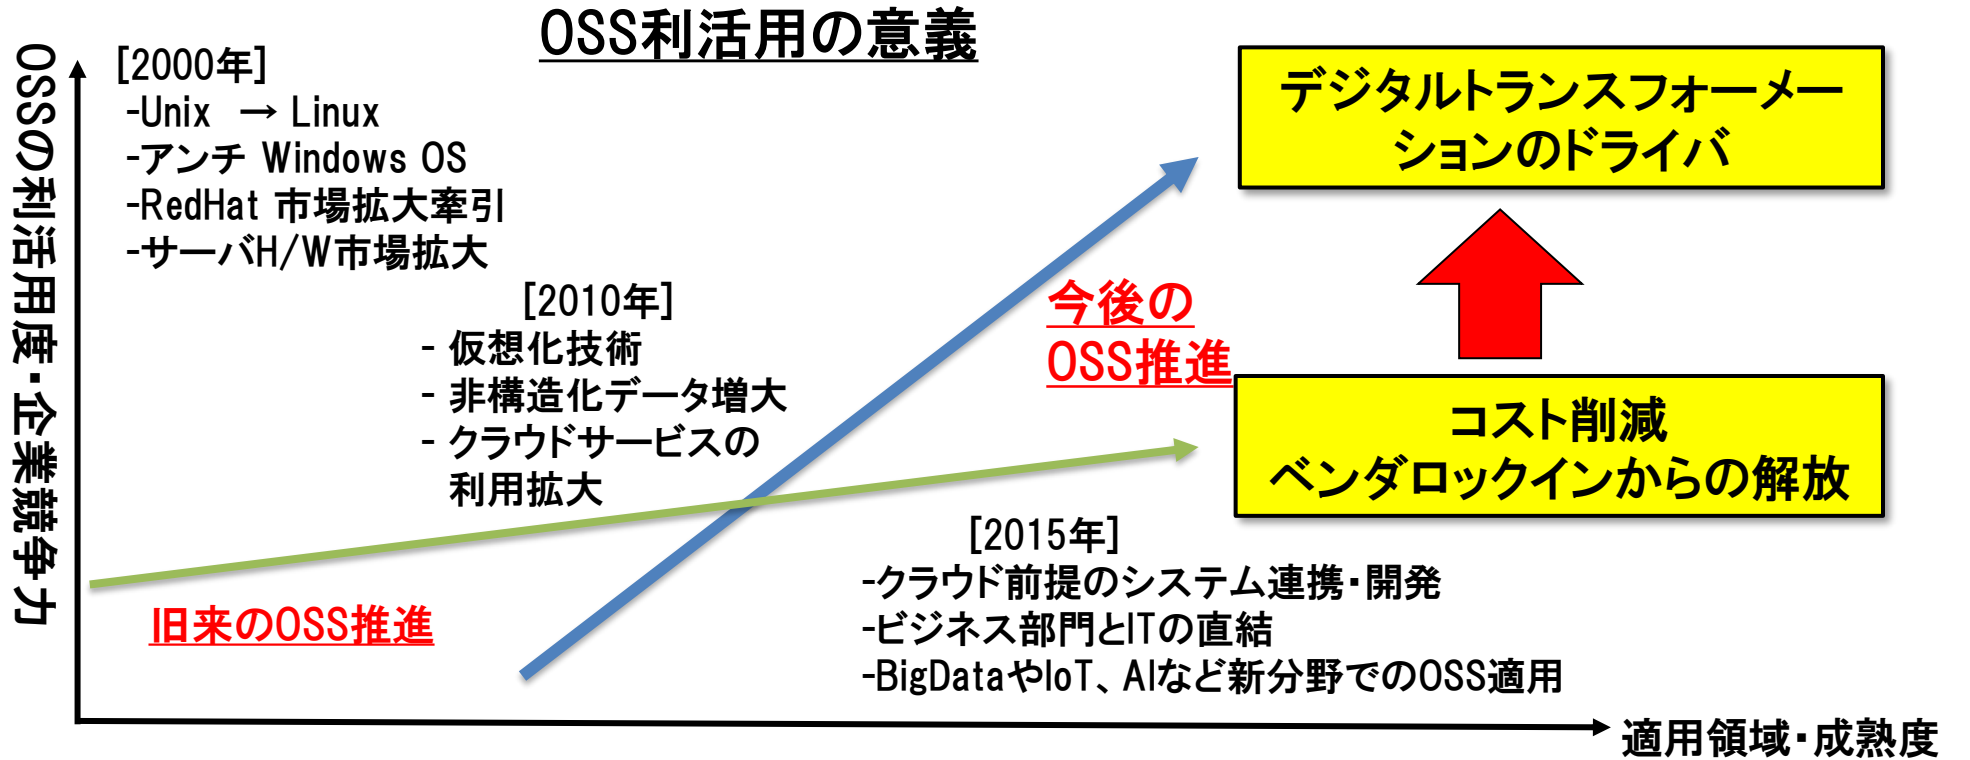 OSS利活用の意義
OSSの利活用度・企業競争力
[2000年]
-Unix → Linux
-アンチ Windows OS
-RedHat 市場拡大牽引
-サーバH/W市場拡大
[2010年]
- 仮想化技術
- 非構造化データ増大
- クラウドサービスの
利用拡大
デジタルトランスフォーメー
ションのドライバ
今後の
OSS推進
コスト削減
ベンダロックインからの解放
旧来のOSS推進
[2015年]
-クラウド前提のシステム連携・開発
-ビジネス部門とITの直結
-BigDataやIoT、AIなど新分野でのOSS適用
適用領域・成熟度